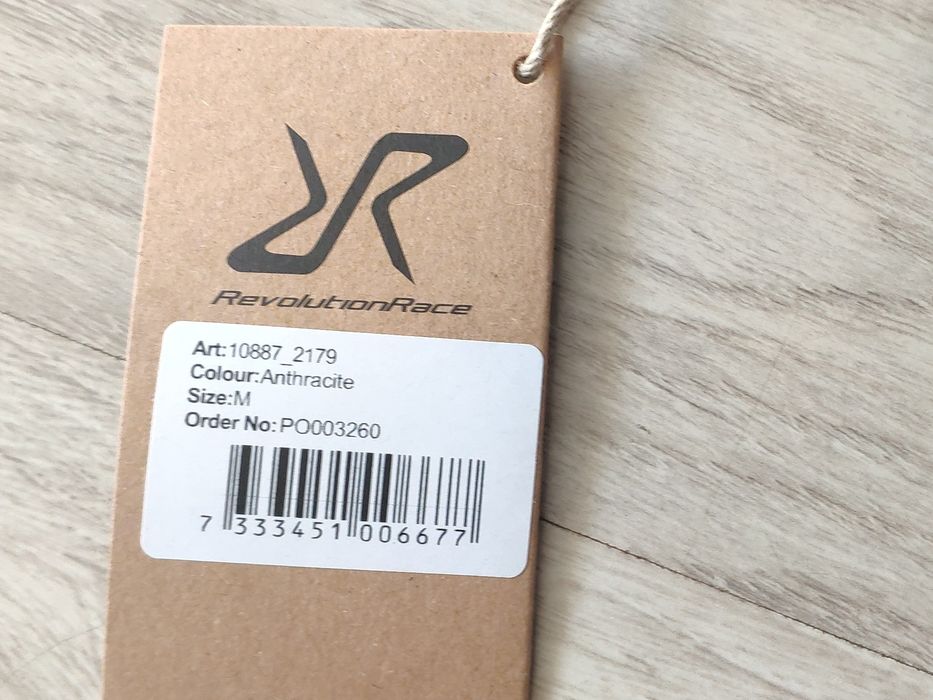 RevolutionRace
Art:10887_2179
Colour:Anthracite
Size:M
Order No:PO003260
7 333451 006677